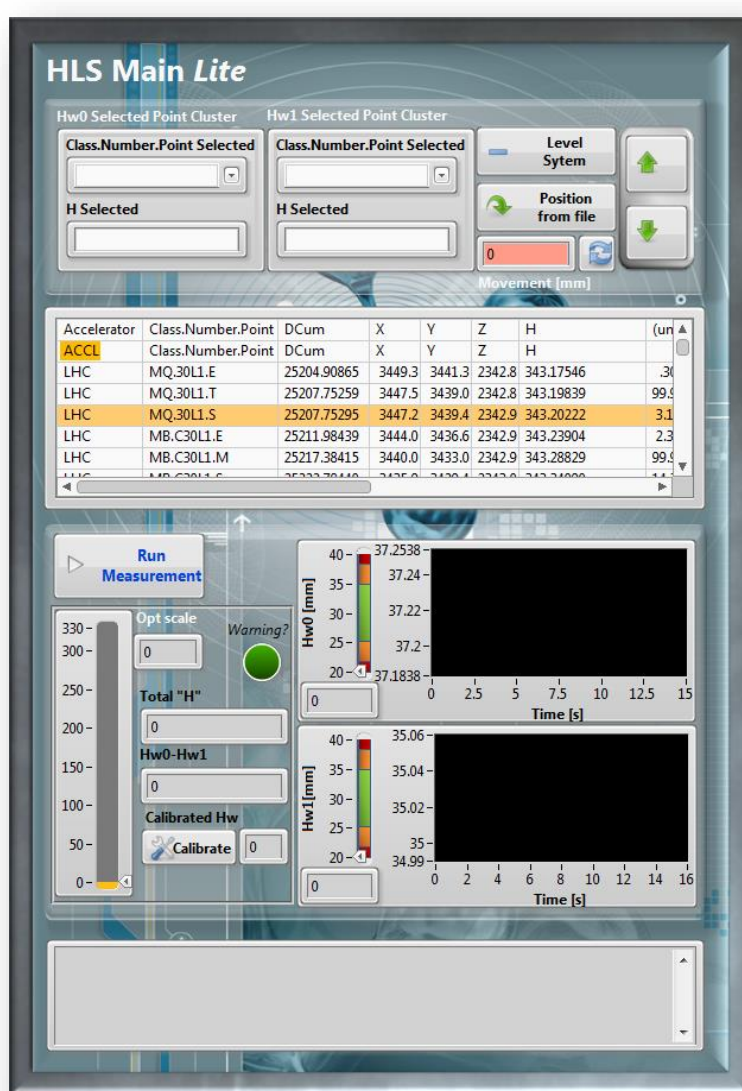 HLS Main Lite
Hw0 Selected Point Cluster Hw1 Selected Point Cluster
Class.Number.Point Selected Class.Number.Point Selected
Level
Sytem
H Selected H Selected
Position
from file
0
Movement [mm]
Accelerator Class.Number.Point DCum X Y Z H (un
ACCL Class.Number.Point DCum X Y Z H
LHC MQ.30L1.E 25204.90865 3449.3 3441.3 2342.8 343.17546 .30
LHC MQ.30L1.T 25207.75259 3447.5 3439.0 2342.8 343.19839 99.9
LHC MQ.30L1.S 25207.75295 3447.2 3439.4 2342.9 343.20222 3.1
LHC MB.C30L1.E 25211.98439 3444.0 3436.6 2342.9 343.23904 2.3
LHC MB.C30L1.M 25217.38415 3440.0 3433.0 2342.9 343.28829 99.9
Run
Measurement
330
300
250
200
150
100
50
0
Opt scale
0
Warning?
Total "H"
0
Hw0-Hw1
0
Calibrated Hw
Calibrate 0
Hw0 [mm]
40
35
30
25
20
0
37.2538
37.24
37.22
37.2
37.1838
0 2.5 5 7.5 10 12.5 15
Time [s]
Hw1[mm]
40
35
30
25
20
0
35.06
35.04
35.02
35
34.99
0 2 4 6 8 10 12 14 16
Time [s]